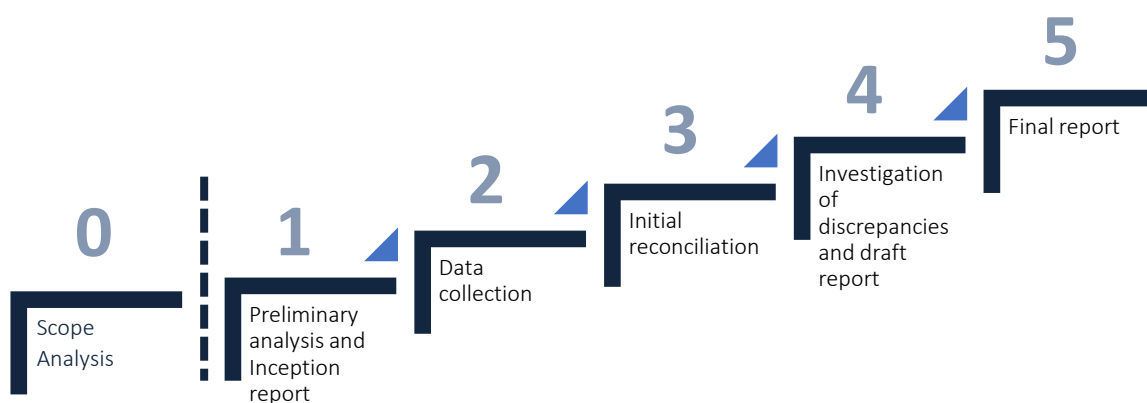 0
Scope
Analysis
1
Preliminary
analysis and
Inception
report
2
Data
collection
3
Initial
reconciliation
4
Investigation
of
discrepancies
and draft
report
5
Final report